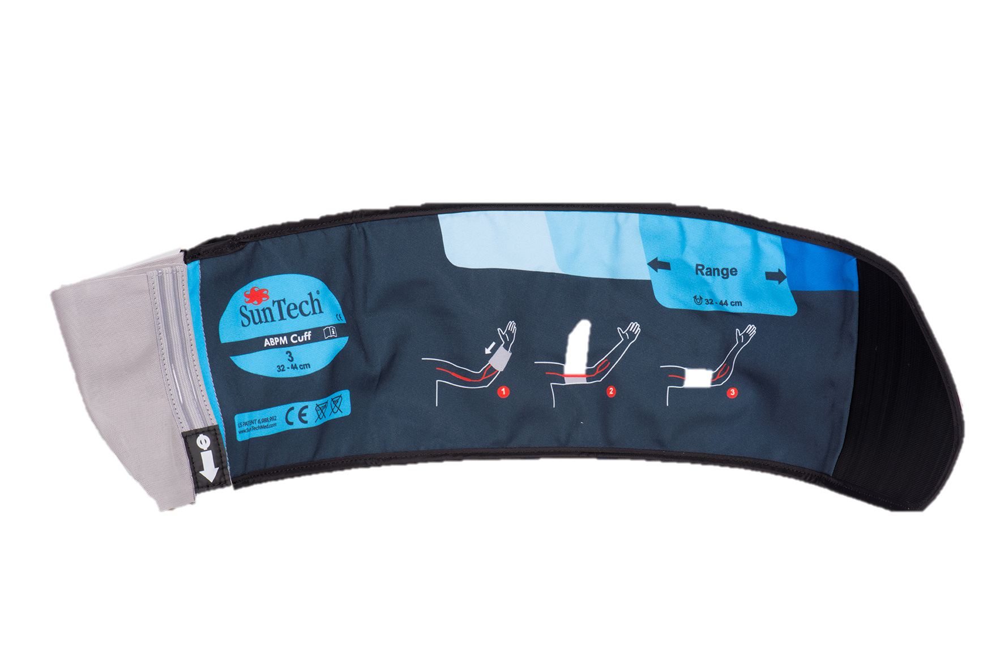 SunTech®
CE
ABPM Cuff
3
32 - 44 cm
US PATENT 6,988,992
www.SunTechMed.com
CE
Range
32 - 44 cm
1
2
3